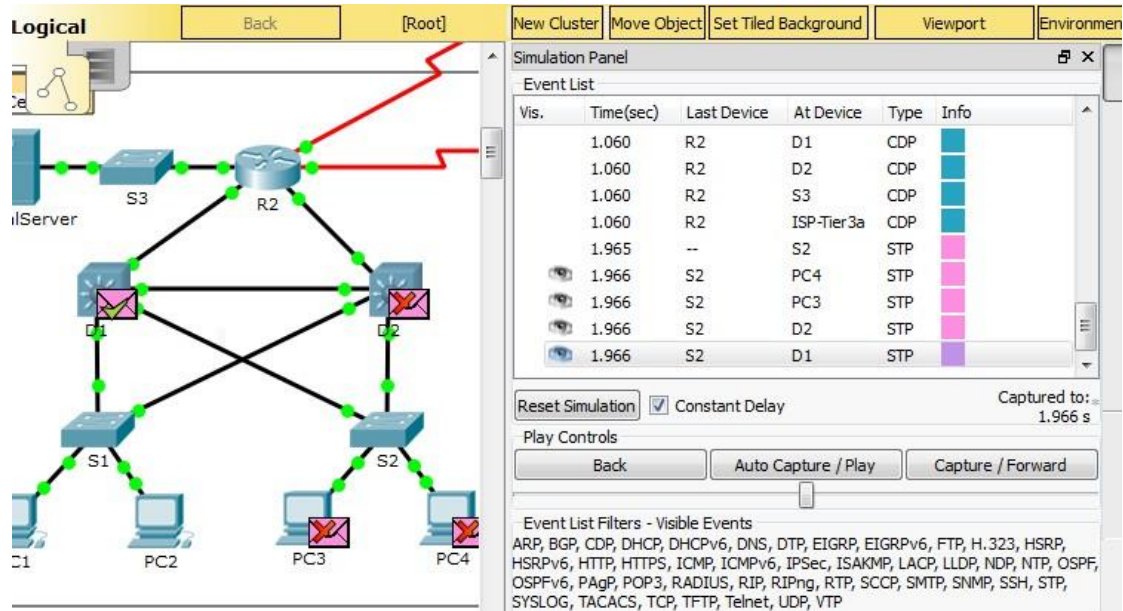 Logical Back [Root] New Cluster Move Object Set Tiled Background Viewport Environmen
Simulation Panel
Event List
Vis. Time(sec) Last Device At Device Type Info
1.060 R2 D1 CDP
1.060 R2 D2 CDP
1.060 R2 S3 CDP
1.060 R2 ISP-Tier3a CDP
1.965 -- S2 STP
1.966 S2 PC4 STP
1.966 S2 PC3 STP
1.966 S2 D2 STP
1.966 S2 D1 STP
Reset Simulation Constant Delay Captured to:
1.966 s
Play Controls
Back Auto Capture / Play Capture / Forward
Event List Filters - Visible Events
ARP, BGP, CDP, DHCP, DHCPv6, DNS, DTP, EIGRP, EIGRPv6, FTP, H.323, HSRP,
HSRPv6, HTTP, HTTPS, ICMP, ICMPv6, IPSec, ISAKMP, LACP, LLDP, NDP, NTP, OSPF,
OSPFv6, PAgP, POP3, RADIUS, RIP, RIPng, RTP, SCCP, SMTP, SNMP, SSH, STP,
SYSLOG, TACACS, TCP, TFTP, Telnet, UDP, VTP
Ce
S3
R2
alServer
D1
D2
S1
S2
C1
PC2
PC3
PC4